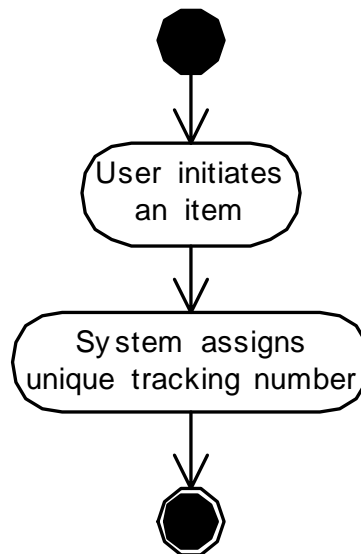 User initiates
an item
System assigns
unique tracking number